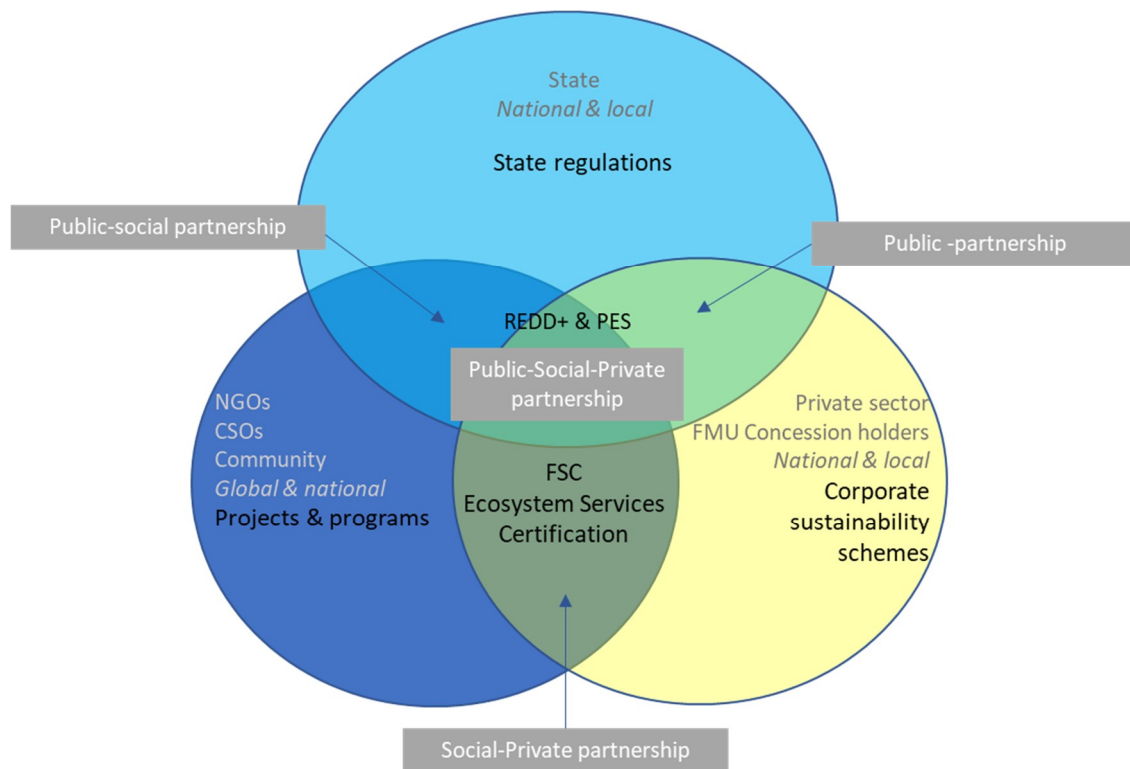 State
National & local
State regulations
Public-social partnership
Public -partnership
REDD+ & PES
Public-Social-Private
partnership
NGOs
CSOs
Community
Global & national
Projects & programs
FSC
Ecosystem Services
Certification
Private sector
FMU Concession holders
National & local
Corporate
sustainability
schemes
Social-Private partnership